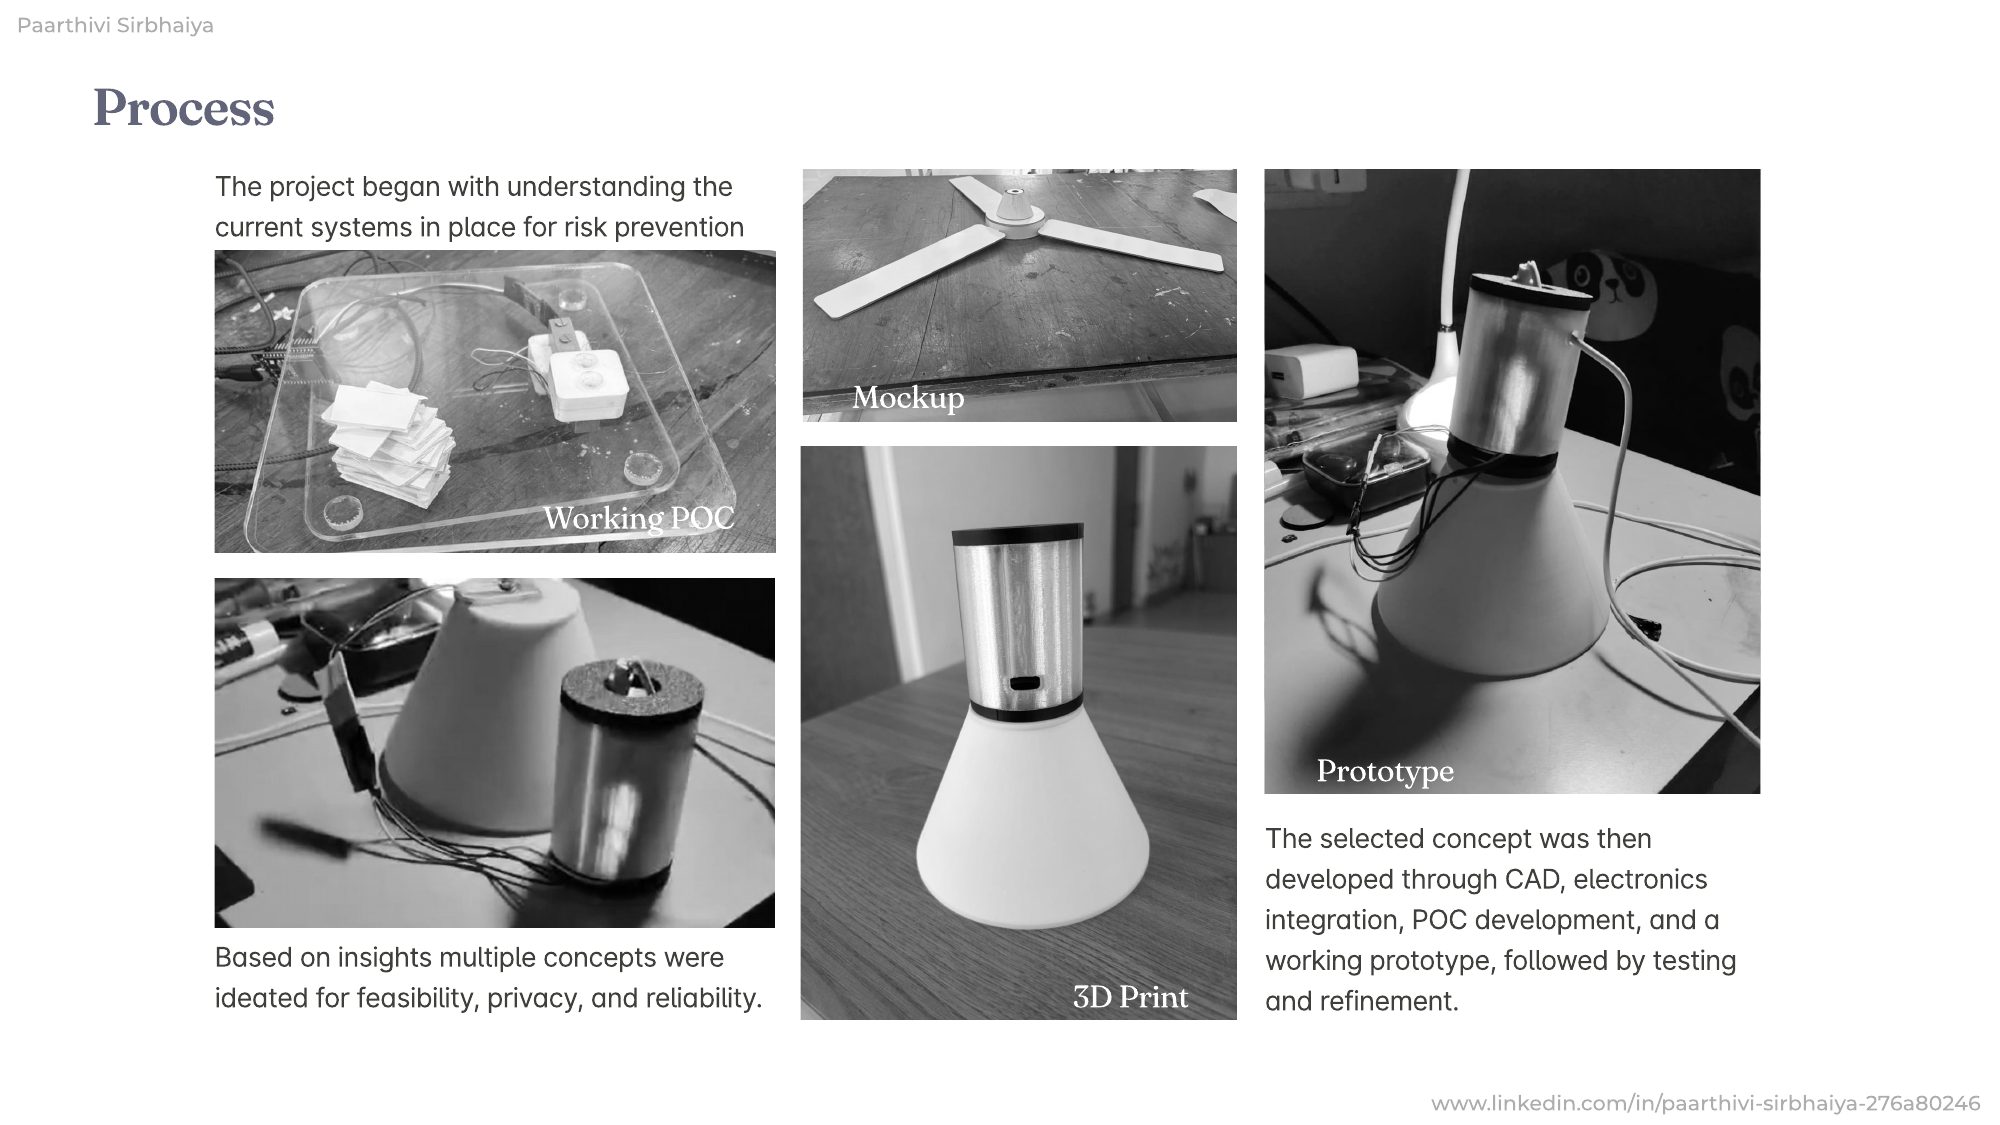 Paarthivi Sirbhaiya
Process
The project began with understanding the
current systems in place for risk prevention
Working POC
Based on insights multiple concepts were
ideated for feasibility, privacy, and reliability.
Mockup
3D Print
Prototype
The selected concept was then
developed through CAD, electronics
integration, POC development, and a
working prototype, followed by testing
and refinement.
www.linkedin.com/in/paarthivi-sirbhaiya-276a80246